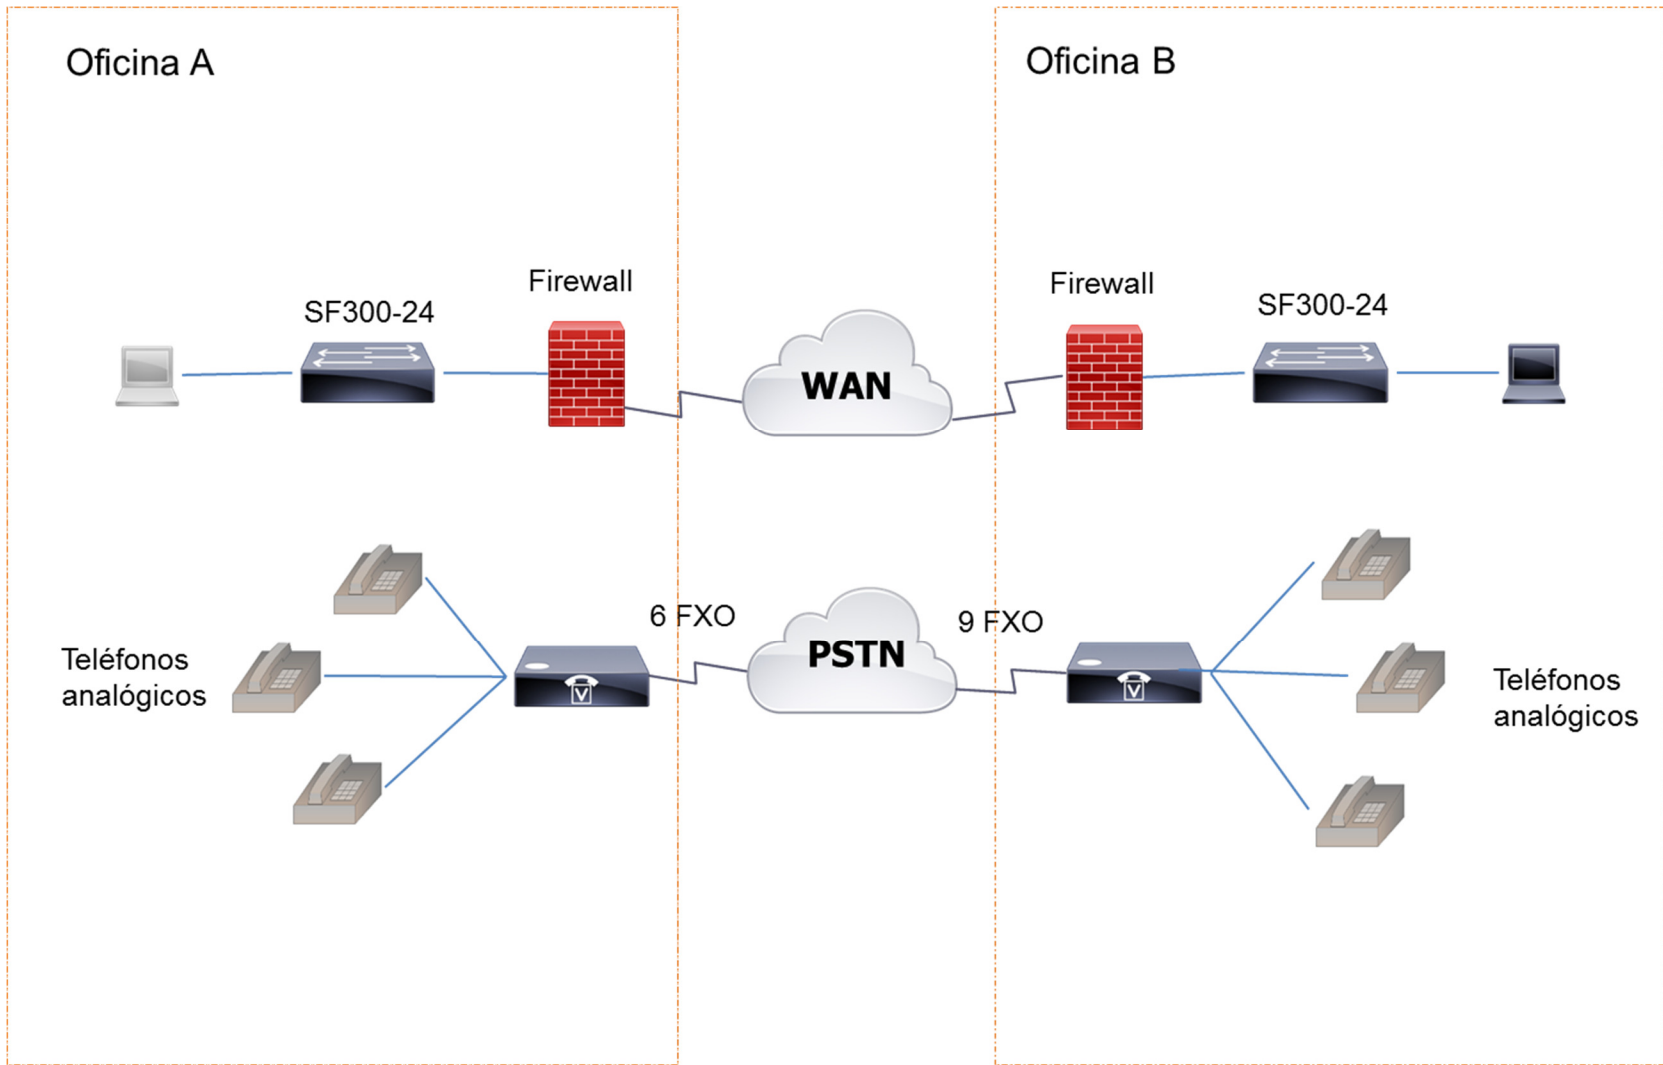 Oficina A
Oficina B
Firewall
SF300-24
Firewall
SF300-24
WAN
6 FXO
9 FXO
PSTN
Teléfonos
analógicos
Teléfonos
analógicos
V
V